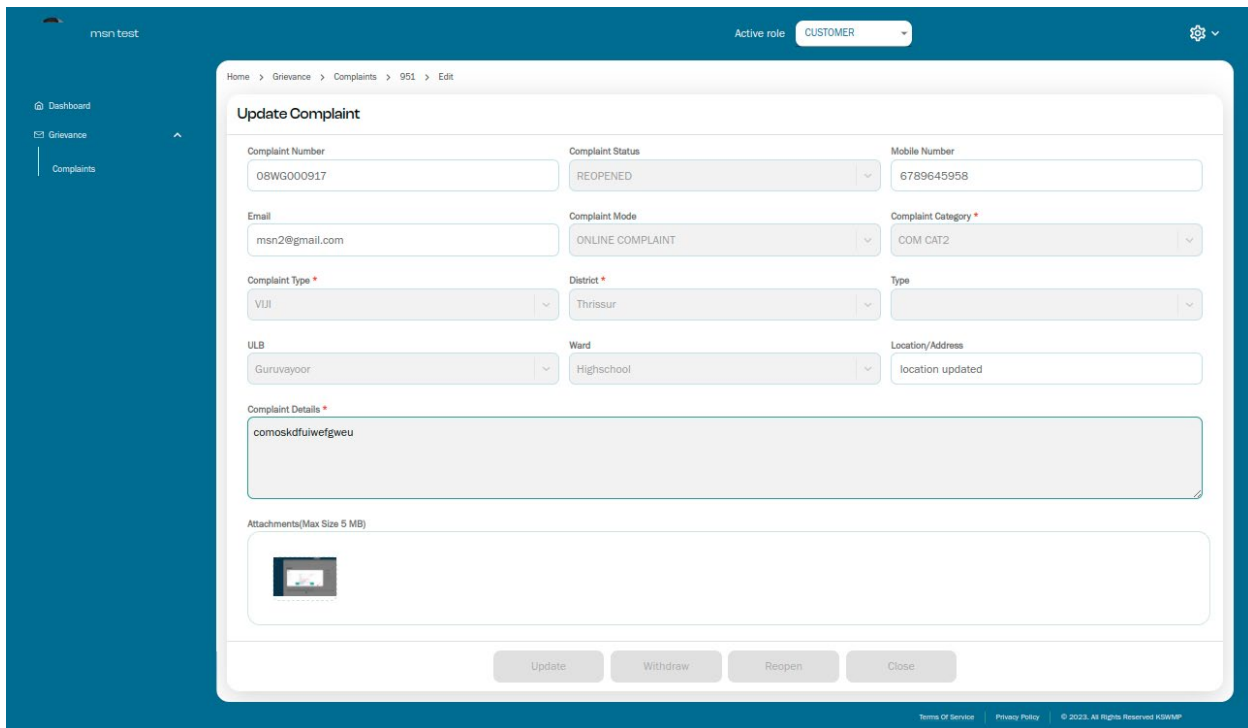 msn test
Active role CUSTOMER
Home > Grievance > Complaints > 951 > Edit
Dashboard
Grievance
Complaints
Update Complaint
Complaint Number Complaint Status Mobile Number
08WG000917 REOPENED 6789645958
Email Complaint Mode Complaint Category *
msn2@gmail.com ONLINE COMPLAINT COM CAT2
Complaint Type * District * Type
VIJI Thrissur
ULB Ward Location/Address
Guruvayoor Highschool location updated
Complaint Details *
comoskdfuiwefgweu
Attachments(Max Size 5 MB)
Update Withdraw Reopen Close
Terms Of Service Privacy Policy © 2023. All Rights Reserved KSWMP